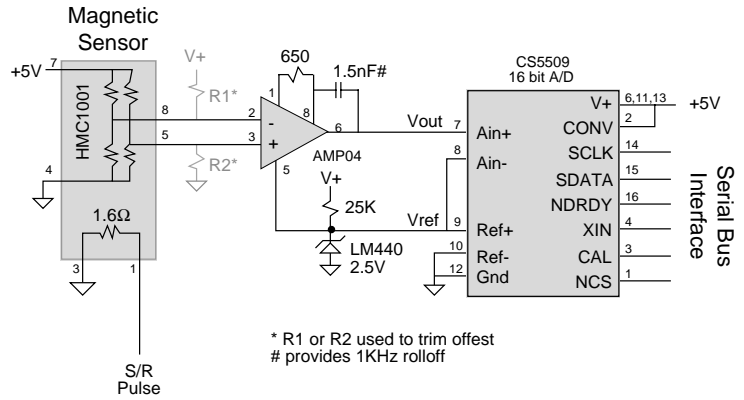 Magnetic
Sensor
7
+5V
HMC1001
8
5
4
1.6Ω
3
1
S/R
Pulse
V+
R1*
R2*
650
1.5nF#
1
8
2
-
3
+
6
AMP04
5
V+
25K
LM440
2.5V
Vout
Vref
CS5509
16 bit A/D
7
Ain+
8
Ain-
9
Ref+
10
Ref-
12
Gnd
V+
6,11,13
+5V
CONV
2
SCLK
14
SDATA
15
NDRDY
16
XIN
4
CAL
3
NCS
1
Serial Bus
Interface
* R1 or R2 used to trim offest
# provides 1KHz rolloff